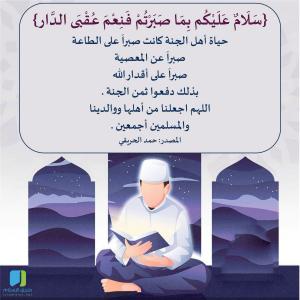 {سَلَامٌ عَلَيْكُم بِمَا صَبَرْتُمْ فَنِعْمَ عُقْبَى الدَّارِ}
حياة أهل الجنة كانت صبراً على الطاعة
صبراً عن المعصية
صبراً على أقدار الله
بذلك دفعوا ثمن الجنة .
اللهم اجعلنا من أهلها ووالدينا
والمسلمين أجمعين .
المصدر: حمد الحريقي